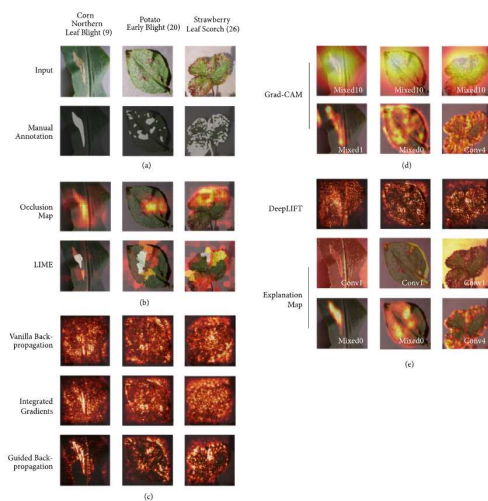 Corn
Northern
Leaf Blight (9)
Potato
Early Blight (20)
Strawberry
Leaf Scorch (26)
Input
Manual
Annotation
(a)
Occlusion
Map
LIME
(b)
Vanilla Back-
propagation
Integrated
Gradients
Guided Back-
propagation
(c)
Grad-CAM
Mixed10
Mixed10
Mixed10
Mixed1
Mixed0
Conv4
(d)
DeepLIFT
Explanation
Map
Conv1
Conv1
Conv1
Mixed0
Mixed0
Conv4
(e)